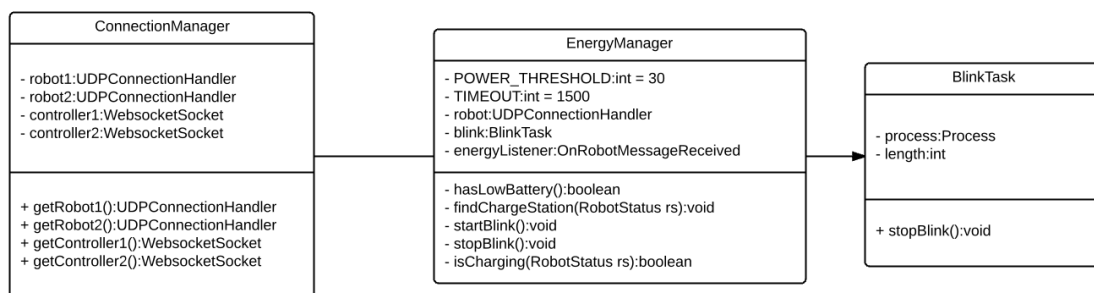 ConnectionManager
- robot1:UDPConnectionHandler
- robot2:UDPConnectionHandler
- controller1:WebsocketSocket
- controller2:WebsocketSocket
+ getRobot1():UDPConnectionHandler
+ getRobot2():UDPConnectionHandler
+ getController1():WebsocketSocket
+ getController2():WebsocketSocket
EnergyManager
- POWER_THRESHOLD:int = 30
- TIMEOUT:int = 1500
- robot:UDPConnectionHandler
- blink:BlinkTask
- energyListener:OnRobotMessageReceived
- hasLowBattery():boolean
- findChargeStation(RobotStatus rs):void
- startBlink():void
- stopBlink():void
- isCharging(RobotStatus rs):boolean
BlinkTask
- process:Process
- length:int
+ stopBlink():void